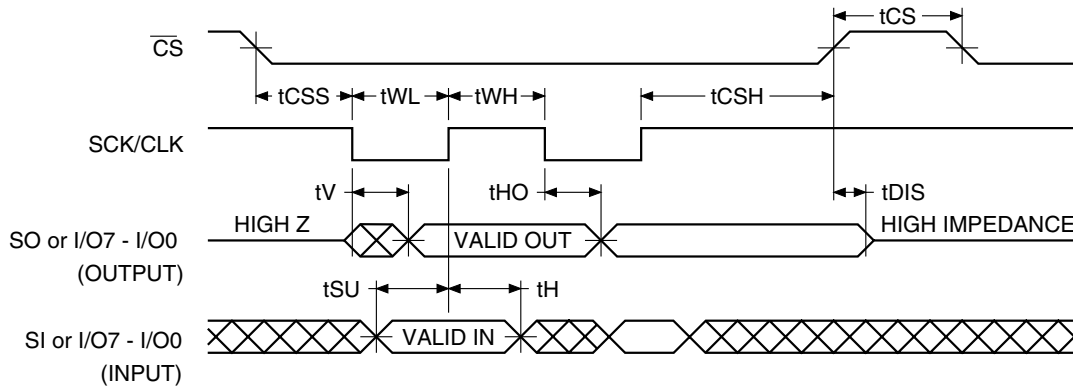 tCS
CS
tCSS tWL tWH tCSH
SCK/CLK
tV tHO tDIS
HIGH Z HIGH IMPEDANCE
SO or I/O7 - I/O0 VALID OUT
(OUTPUT)
tSU tH
SI or I/O7 - I/O0 VALID IN
(INPUT)